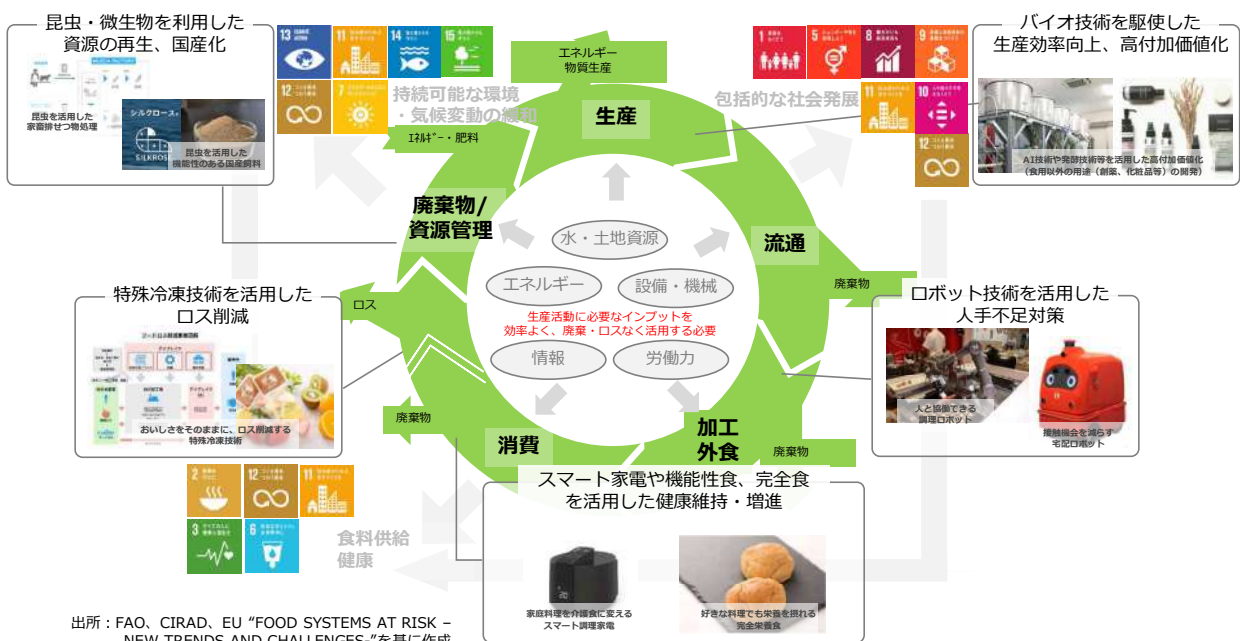 昆虫・微生物を利用した
資源の再生、国産化
昆虫を活用した
家畜排せつ物処理
シルクローズ
SILKROSE
昆虫を活用した
機能性のある国産飼料
13
11
14
15
12
7
持続可能な環境
・気候変動の緩和
エネルギー
物質生産
生産
エネルギー・肥料
包括的な社会発展
1
5
8
9
11
10
12
バイオ技術を駆使した
生産効率向上、高付加価値化
AI技術や発酵技術等を活用した高付加価値化
(食用以外の用途(創薬、化粧品等)の開発)
廃棄物/
資源管理
流通
水・土地資源
エネルギー
設備・機械
生産活動に必要なインプットを
効率よく、廃棄・ロスなく活用する必要
情報
労働力
ロス
廃棄物
特殊冷凍技術を活用した
ロス削減
おいしさをそのままに、ロス削減する
特殊冷凍技術
ロボット技術を活用した
人手不足対策
人と協働できる
調理ロボット
接触機会を減らす
宅配ロボット
廃棄物
消費
加工
外食
廃棄物
スマート家電や機能性食、完全食
を活用した健康維持・増進
家庭料理を介護食に変える
スマート調理家電
好きな料理でも栄養を摂れる
完全栄養食
2
12
11
3
6
食料供給
健康
出所：FAO、CIRAD、EU “FOOD SYSTEMS AT RISK –
NEW TRENDS AND CHALLENGES-”を基に作成